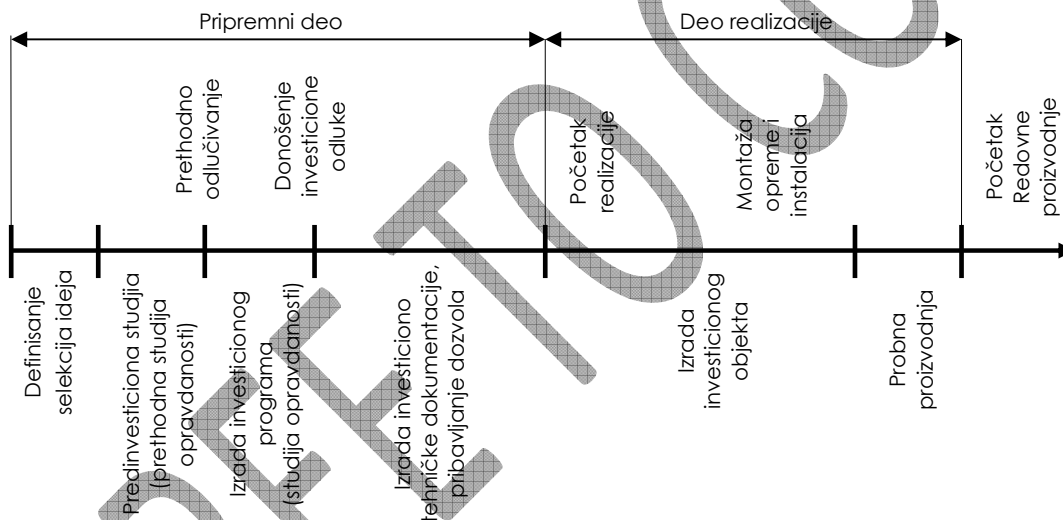 Pripremni deo
Deo realizacije
Prethodno
odlučivanje
Donošenje
investicione
odluke
Početak
realizacije
Montaža
opreme i
instalacija
Početak
Redovne
proizvodnje
Definisanje
selekcija ideja
Predinvesticiona studija
(prethodna studija
opravdanosti)
Izrada investicionog
programa
(studija opravdanosti)
Izrada investiciono
tehničke dokumentacije,
pribavljanje dozvola
Izrada
investicionog
objekta
Probna
proizvodnja